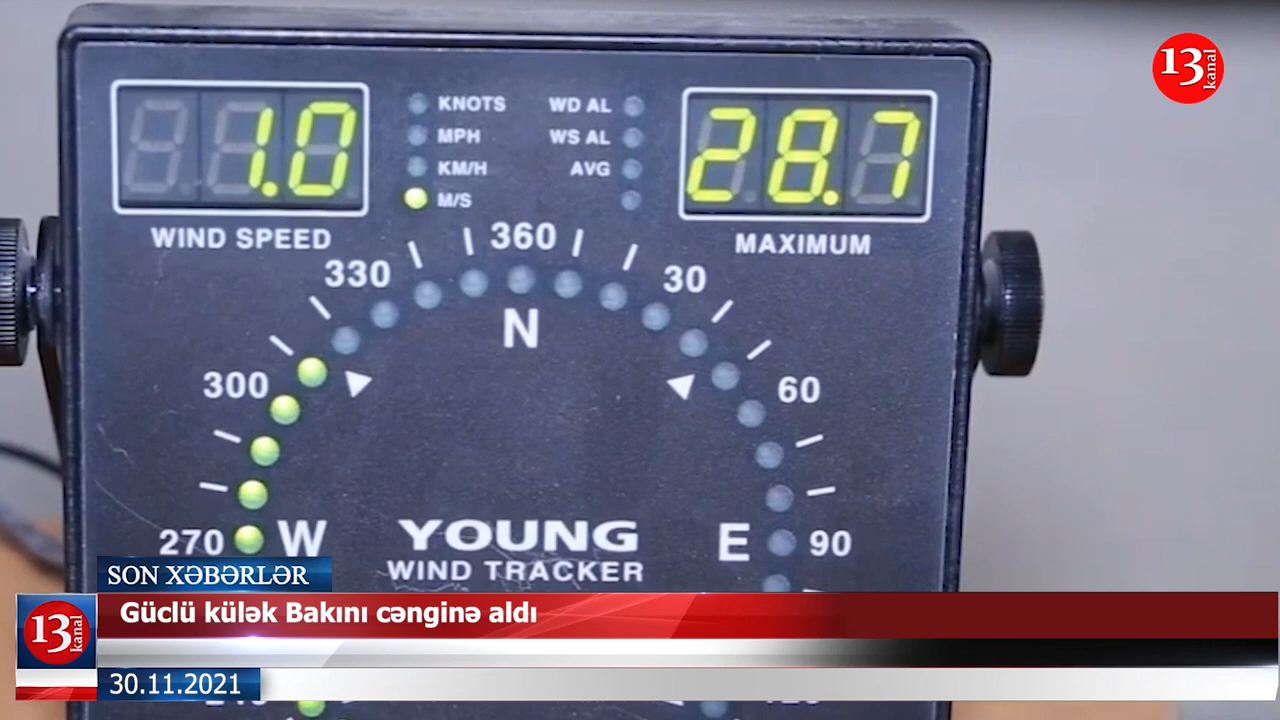 13 kanal
1.0
KNOTS
MPH
KM/H
M/S
WD AL
WS AL
AVG
28.7
WIND SPEED
MAXIMUM
360
330
30
N
300
60
270
W
E
90
YOUNG
WIND TRACKER
SON XƏBƏRLƏR
Güclü külək Bakını cənginə aldı
13 kanal
30.11.2021